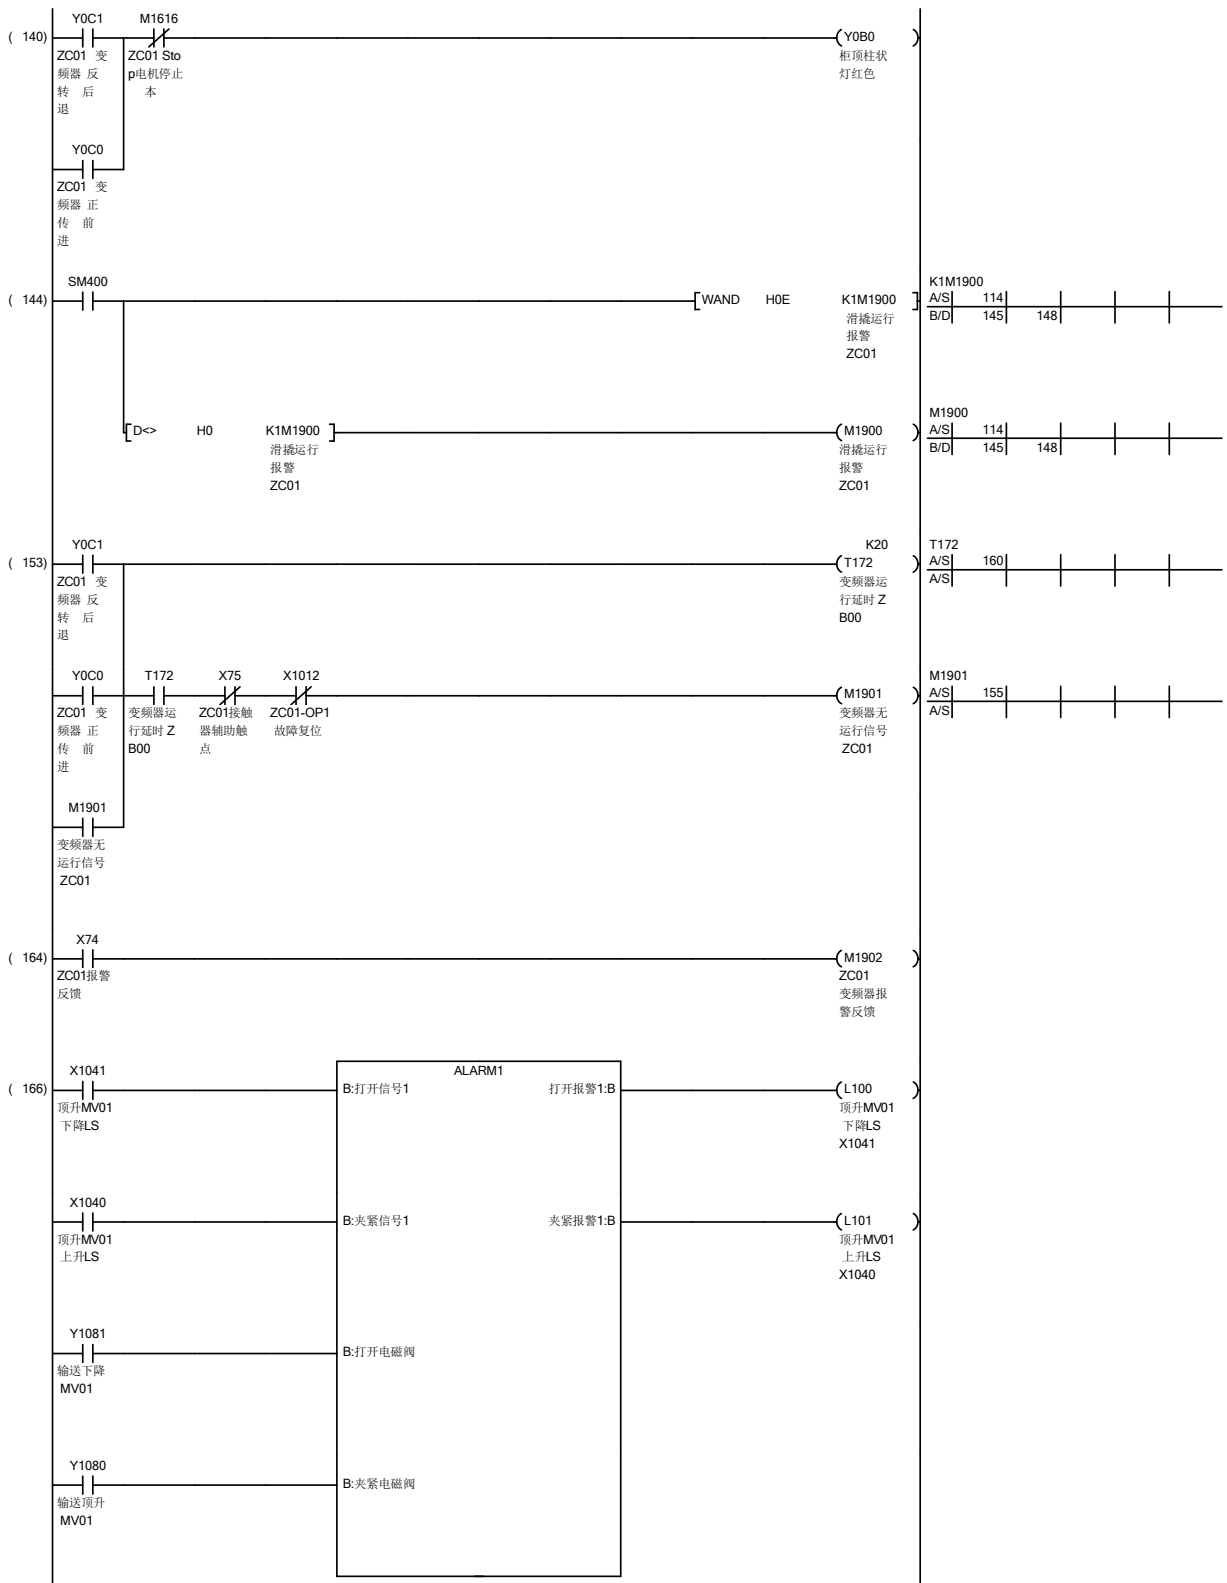 Y0C1 M1616
( 140) Y0B0
ZC01 变 ZC01 Sto 柜顶柱状
频器 反 p电机停止 灯红色
转 后 本
退
Y0C0
ZC01 变
频器 正
传 前
进
SM400 K1M1900
( 144) WAND H0E K1M1900 A/S 114
滑撬运行 B/D 145 148
报警
ZC01
M1900
D<> H0 K1M1900 M1900 A/S 114
滑撬运行 滑撬运行 B/D 145 148
报警 报警
ZC01 ZC01
Y0C1 K20 T172
( 153) T172 A/S 160
ZC01 变 变频器运 A/S
频器 反 行延时 Z
转 后 B00
退
Y0C0 T172 X75 X1012 M1901
M1901 A/S 155
ZC01 变 变频器运 ZC01接触 ZC01-OP1 变频器无 A/S
频器 正 行延时 Z 器辅助触 故障复位 运行信号
传 前 B00 点 ZC01
进
M1901
变频器无
运行信号
ZC01
X74
( 164) M1902
ZC01报警 ZC01
反馈 变频器报
警反馈
X1041 ALARM1
( 166) B:打开信号1 打开报警1:B L100
顶升MV01 顶升MV01
下降LS 下降LS
X1041
X1040
B:夹紧信号1 夹紧报警1:B L101
顶升MV01 顶升MV01
上升LS 上升LS
X1040
Y1081
B:打开电磁阀
输送下降
MV01
Y1080
B:夹紧电磁阀
输送顶升
MV01